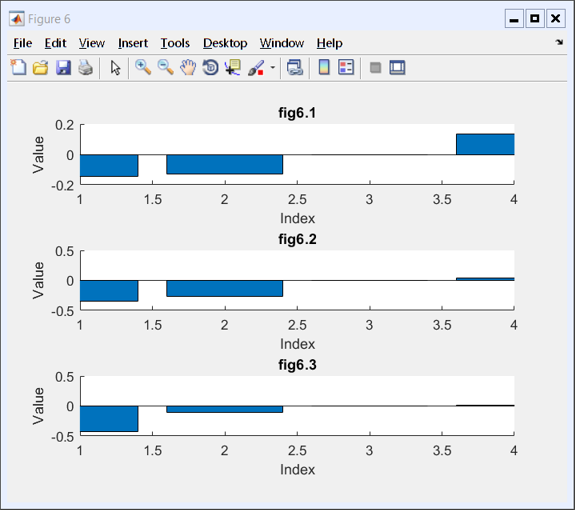 Figure 6
File Edit View Insert Tools Desktop Window Help
fig6.1
0.2
0
-0.2
Value
1 1.5 2 2.5 3 3.5 4
Index
fig6.2
0.5
0
-0.5
Value
1 1.5 2 2.5 3 3.5 4
Index
fig6.3
0.5
0
-0.5
Value
1 1.5 2 2.5 3 3.5 4
Index